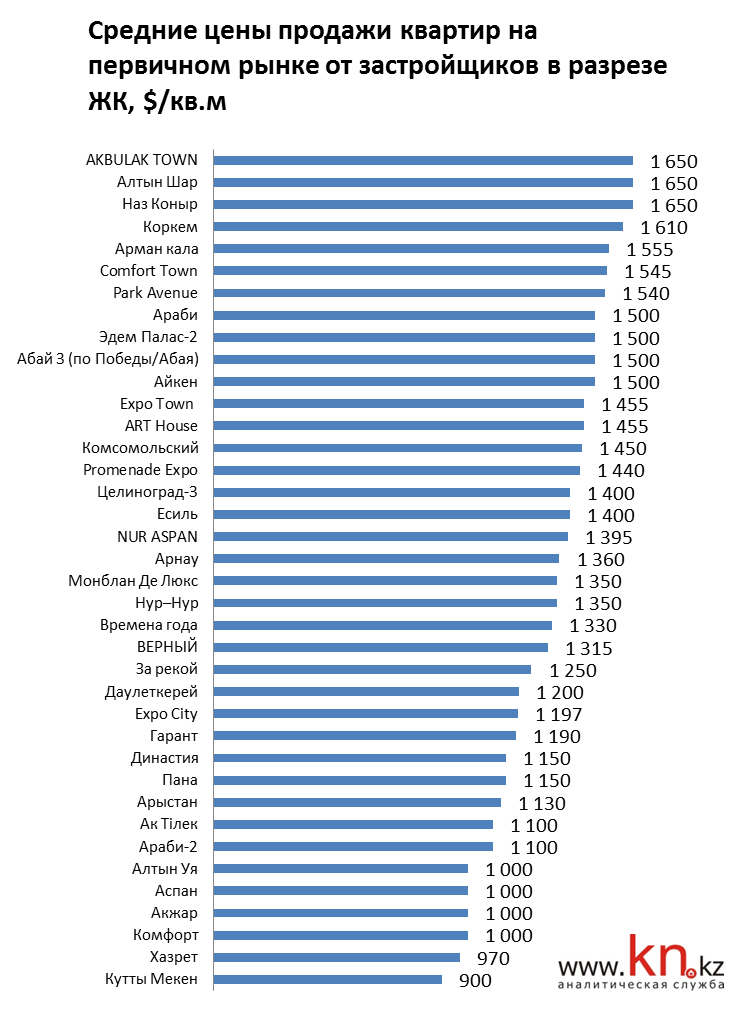 Средние цены продажи квартир на
первичном рынке от застройщиков в разрезе
ЖК, $/кв.м
AKBULAK TOWN 1 650
Алтын Шар 1 650
Наз Коныр 1 650
Коркем 1 610
Арман кала 1 555
Comfort Town 1 545
Park Avenue 1 540
Араби 1 500
Эдем Палас-2 1 500
Абай 3 (по Победы/Абая) 1 500
Айкен 1 500
Expo Town 1 455
ART House 1 455
Комсомольский 1 450
Promenade Expo 1 440
Целиноград-3 1 400
Есиль 1 400
NUR ASPAN 1 395
Арнау 1 360
Монблан Де Люкс 1 350
Нур–Нур 1 350
Времена года 1 330
ВЕРНЫЙ 1 315
За рекой 1 250
Даулеткерей 1 200
Expo City 1 197
Гарант 1 190
Династия 1 150
Пана 1 150
Арыстан 1 130
Ак Тілек 1 100
Араби-2 1 100
Алтын Уя 1 000
Аспан 1 000
Акжар 1 000
Комфорт 1 000
Хазрет 970
Кутты Мекен 900
www.kn.kz
аналитическая служба